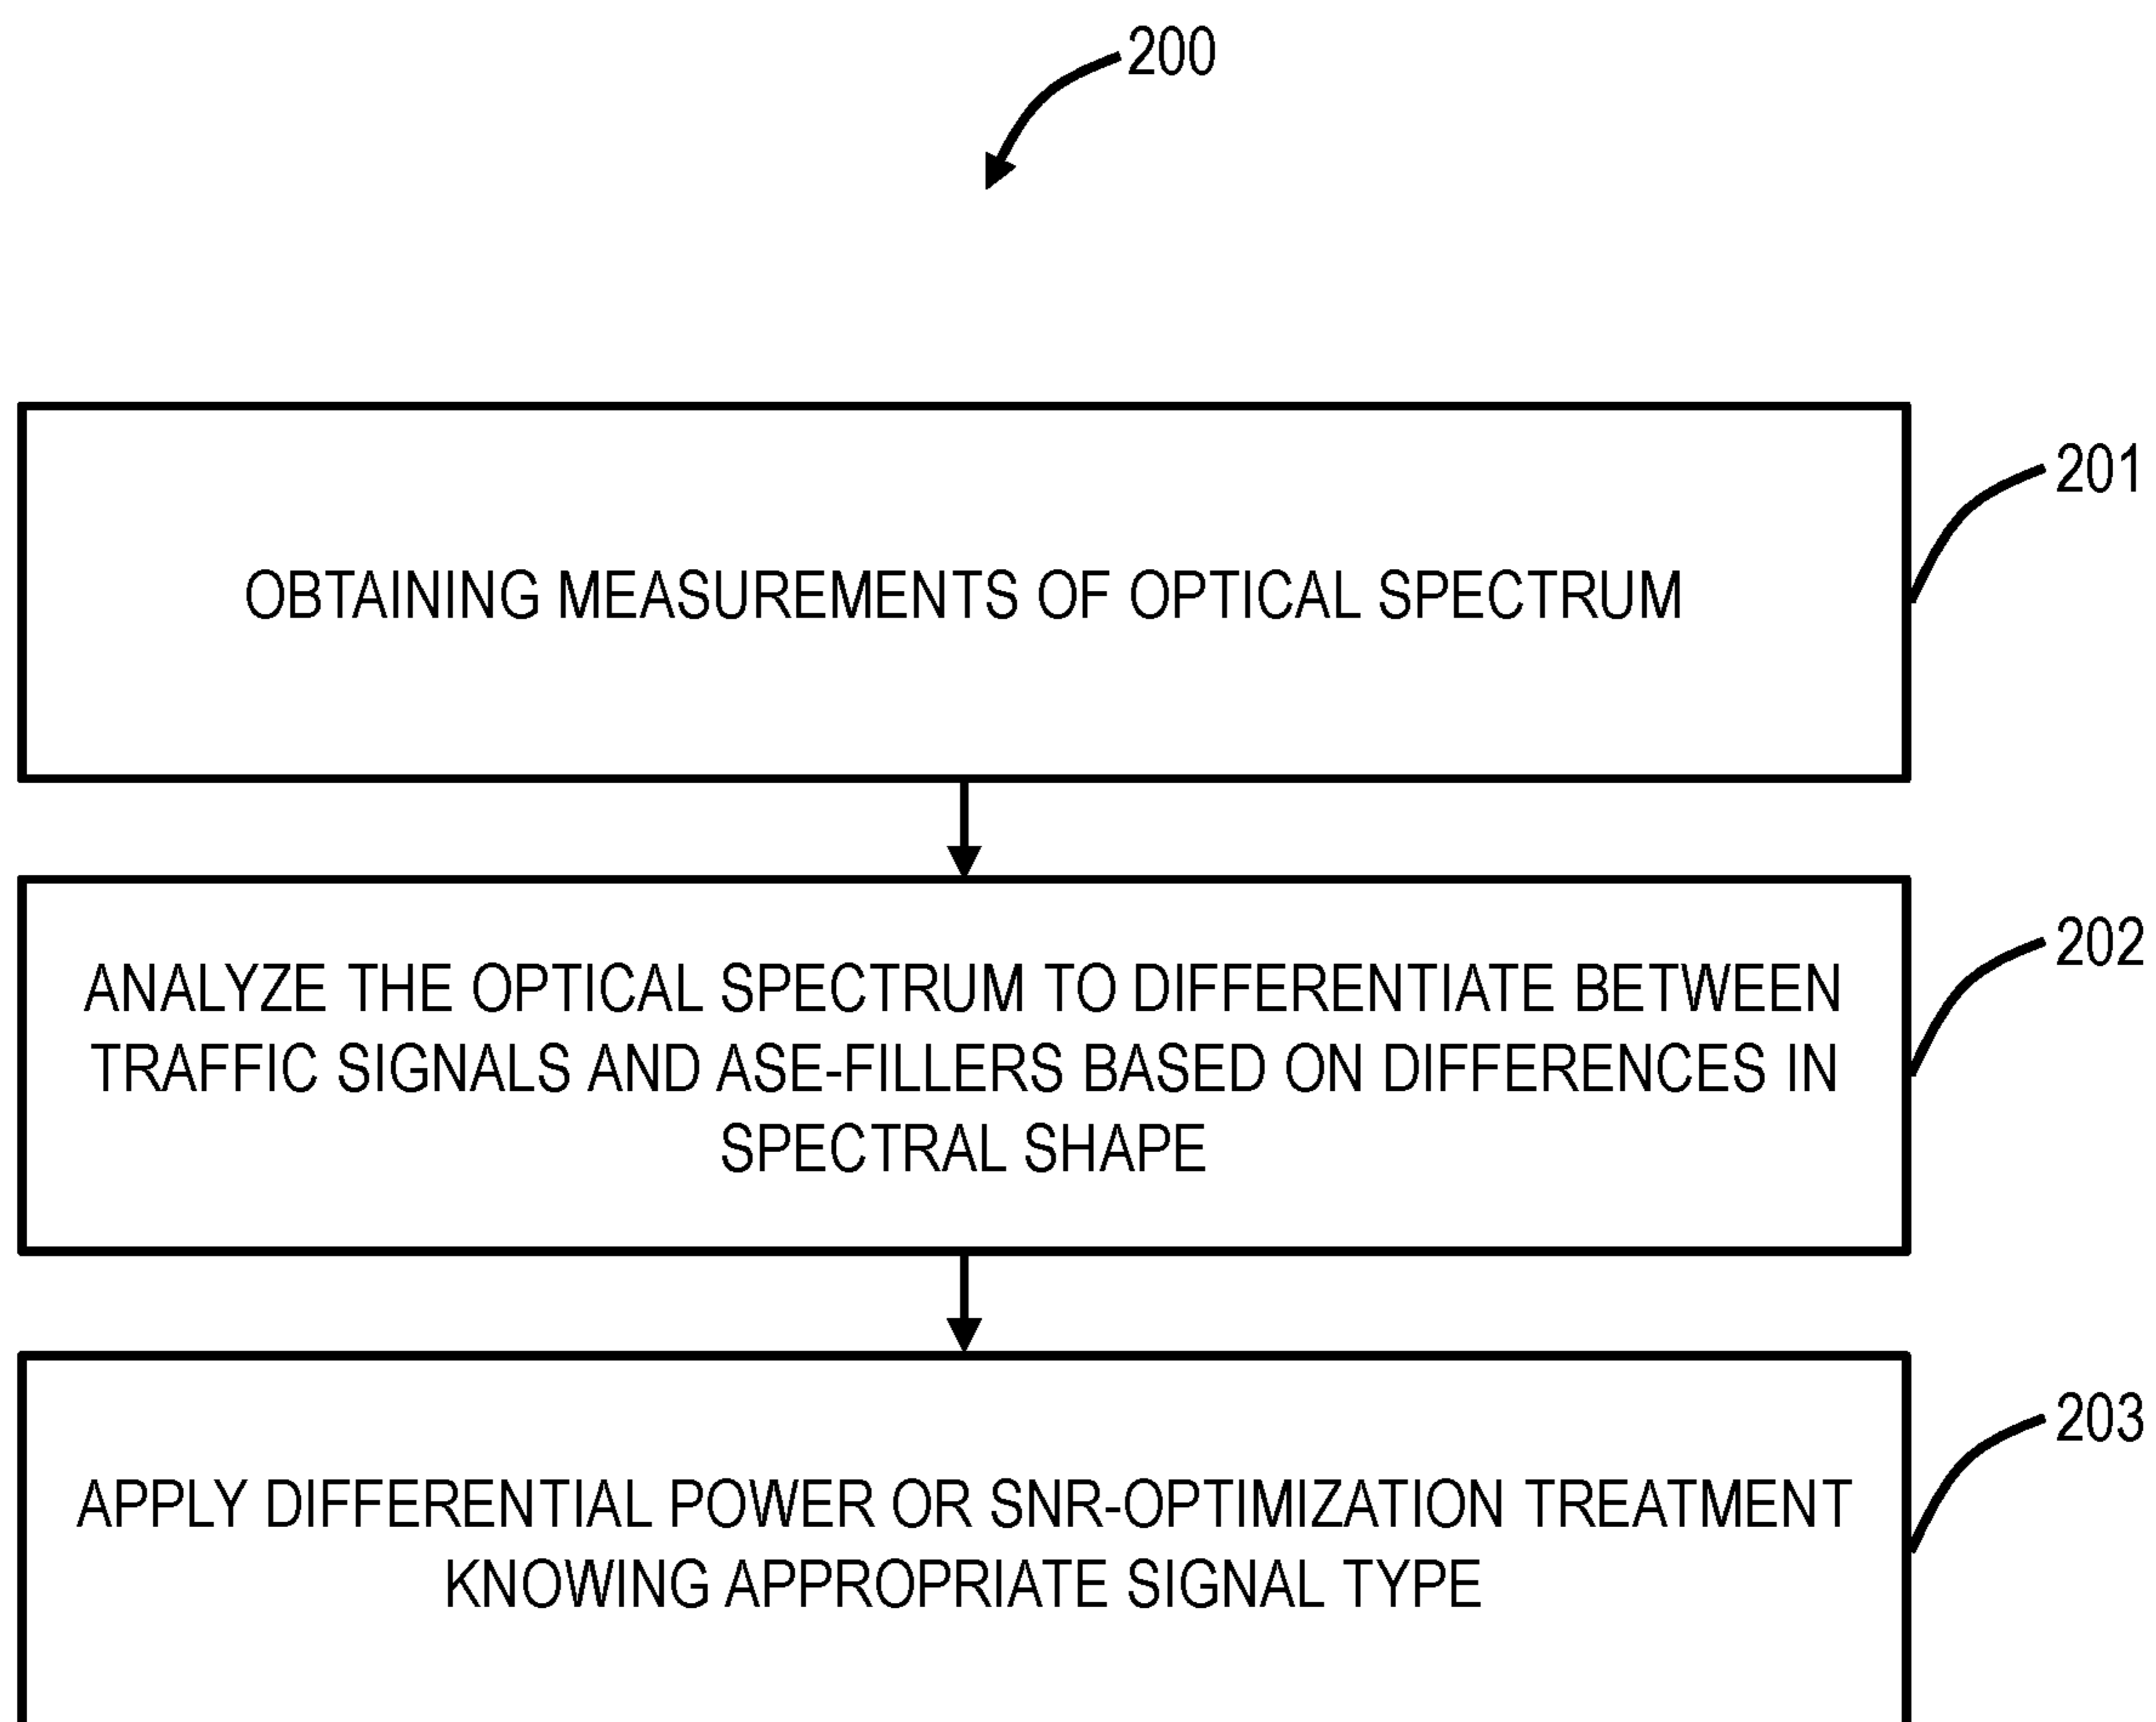 200
201
OBTAINING MEASUREMENTS OF OPTICAL SPECTRUM
202
ANALYZE THE OPTICAL SPECTRUM TO DIFFERENTIATE BETWEEN
TRAFFIC SIGNALS AND ASE-FILLERS BASED ON DIFFERENCES IN
SPECTRAL SHAPE
203
APPLY DIFFERENTIAL POWER OR SNR-OPTIMIZATION TREATMENT
KNOWING APPROPRIATE SIGNAL TYPE